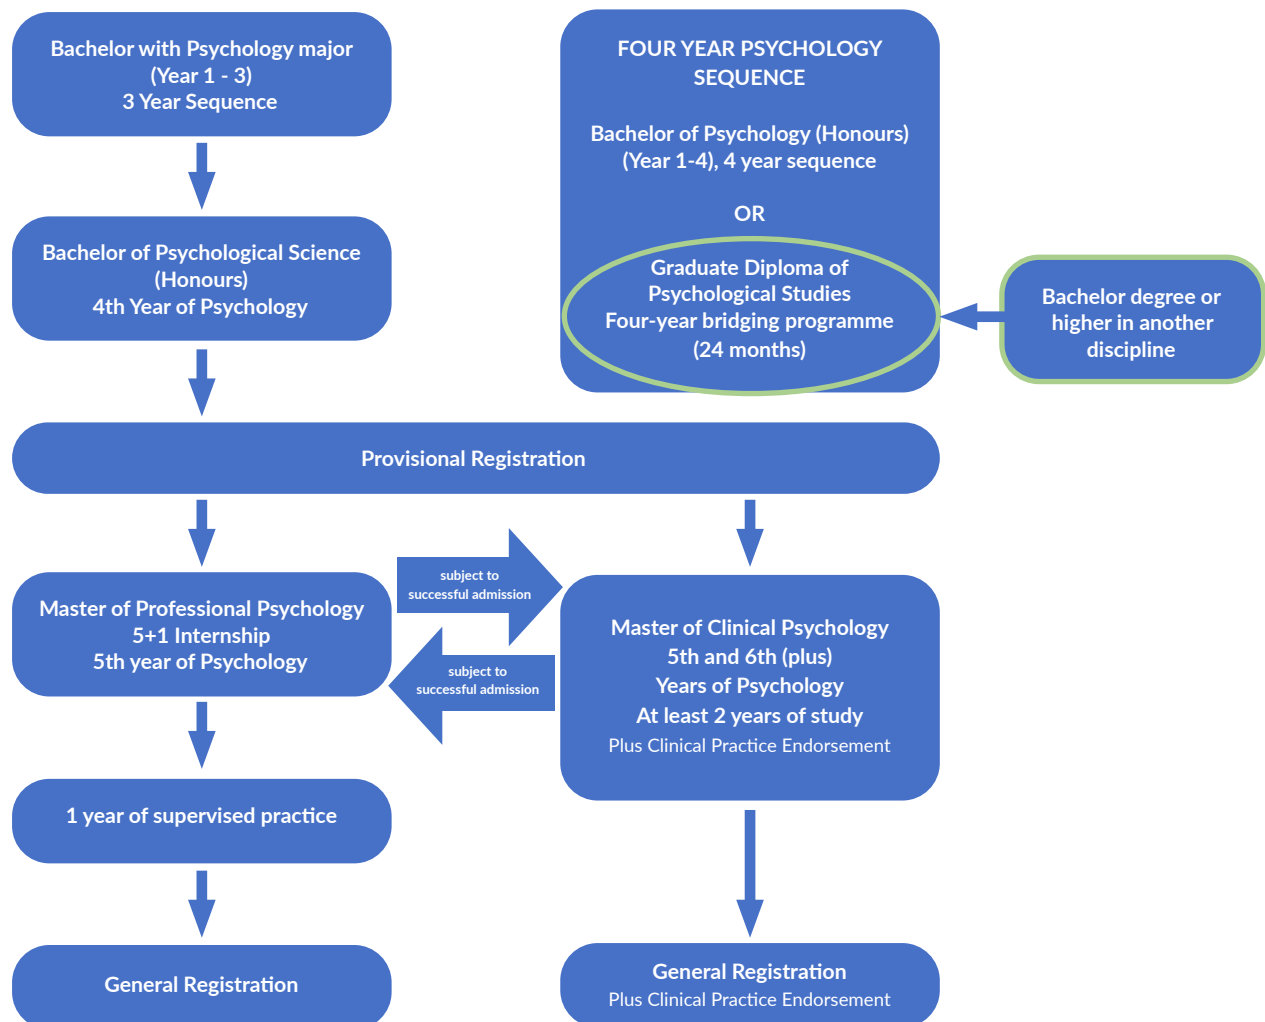 Bachelor with Psychology major
(Year 1 - 3)
3 Year Sequence
Bachelor of Psychological Science
(Honours)
4th Year of Psychology
FOUR YEAR PSYCHOLOGY
SEQUENCE
Bachelor of Psychology (Honours)
(Year 1-4), 4 year sequence
OR
Graduate Diploma of
Psychological Studies
Four-year bridging programme
(24 months)
Bachelor degree or
higher in another
discipline
Provisional Registration
Master of Professional Psychology
5+1 Internship
5th year of Psychology
subject to
successful admission
subject to
successful admission
Master of Clinical Psychology
5th and 6th (plus)
Years of Psychology
At least 2 years of study
Plus Clinical Practice Endorsement
1 year of supervised practice
General Registration
General Registration
Plus Clinical Practice Endorsement